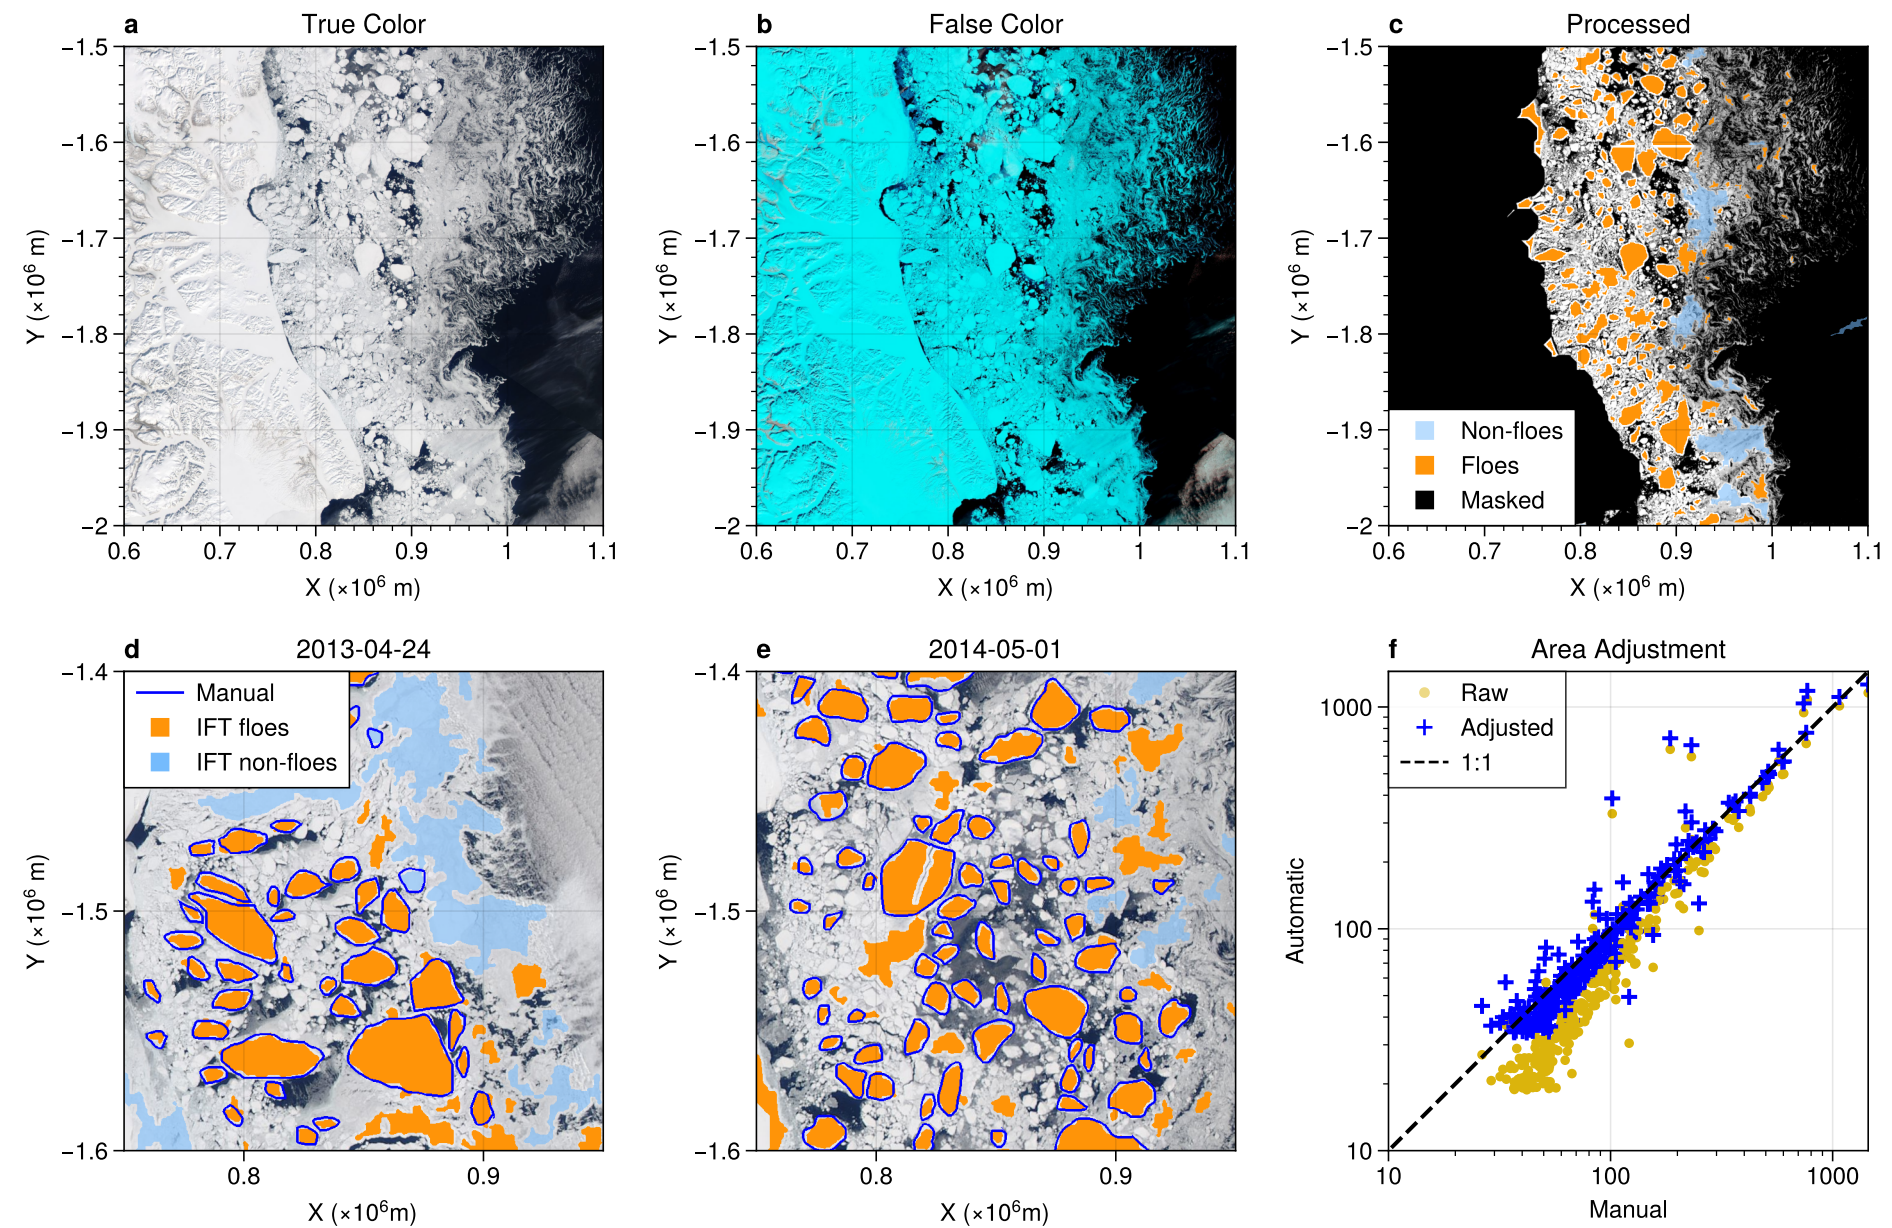 a True Color
−1.5
−1.6
−1.7
−1.8
−1.9
−2
Y (×10⁶ m)
0.6 0.7 0.8 0.9 1 1.1
X (×10⁶ m)
b False Color
−1.5
−1.6
−1.7
−1.8
−1.9
−2
Y (×10⁶ m)
0.6 0.7 0.8 0.9 1 1.1
X (×10⁶ m)
c Processed
−1.5
−1.6
−1.7
−1.8
−1.9
−2
Y (×10⁶ m)
Non-floes
Floes
Masked
0.6 0.7 0.8 0.9 1 1.1
X (×10⁶ m)
d 2013-04-24
−1.4
−1.5
−1.6
Y (×10⁶ m)
Manual
IFT floes
IFT non-floes
0.8 0.9
X (×10⁶m)
e 2014-05-01
−1.4
−1.5
−1.6
Y (×10⁶ m)
0.8 0.9
X (×10⁶m)
f Area Adjustment
Raw
Adjusted
1:1
1000
100
10
Automatic
10 100 1000
Manual